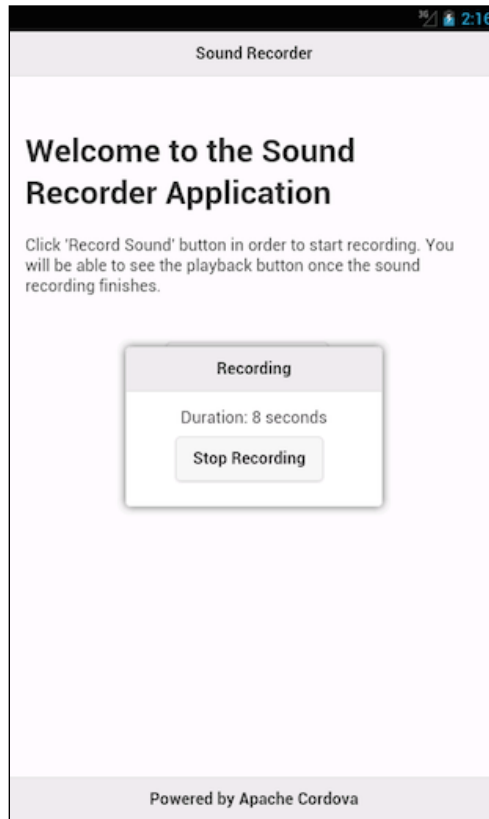 3G 2:16
Sound Recorder
Welcome to the Sound
Recorder Application
Click 'Record Sound' button in order to start recording. You
will be able to see the playback button once the sound
recording finishes.
Recording
Duration: 8 seconds
Stop Recording
Powered by Apache Cordova